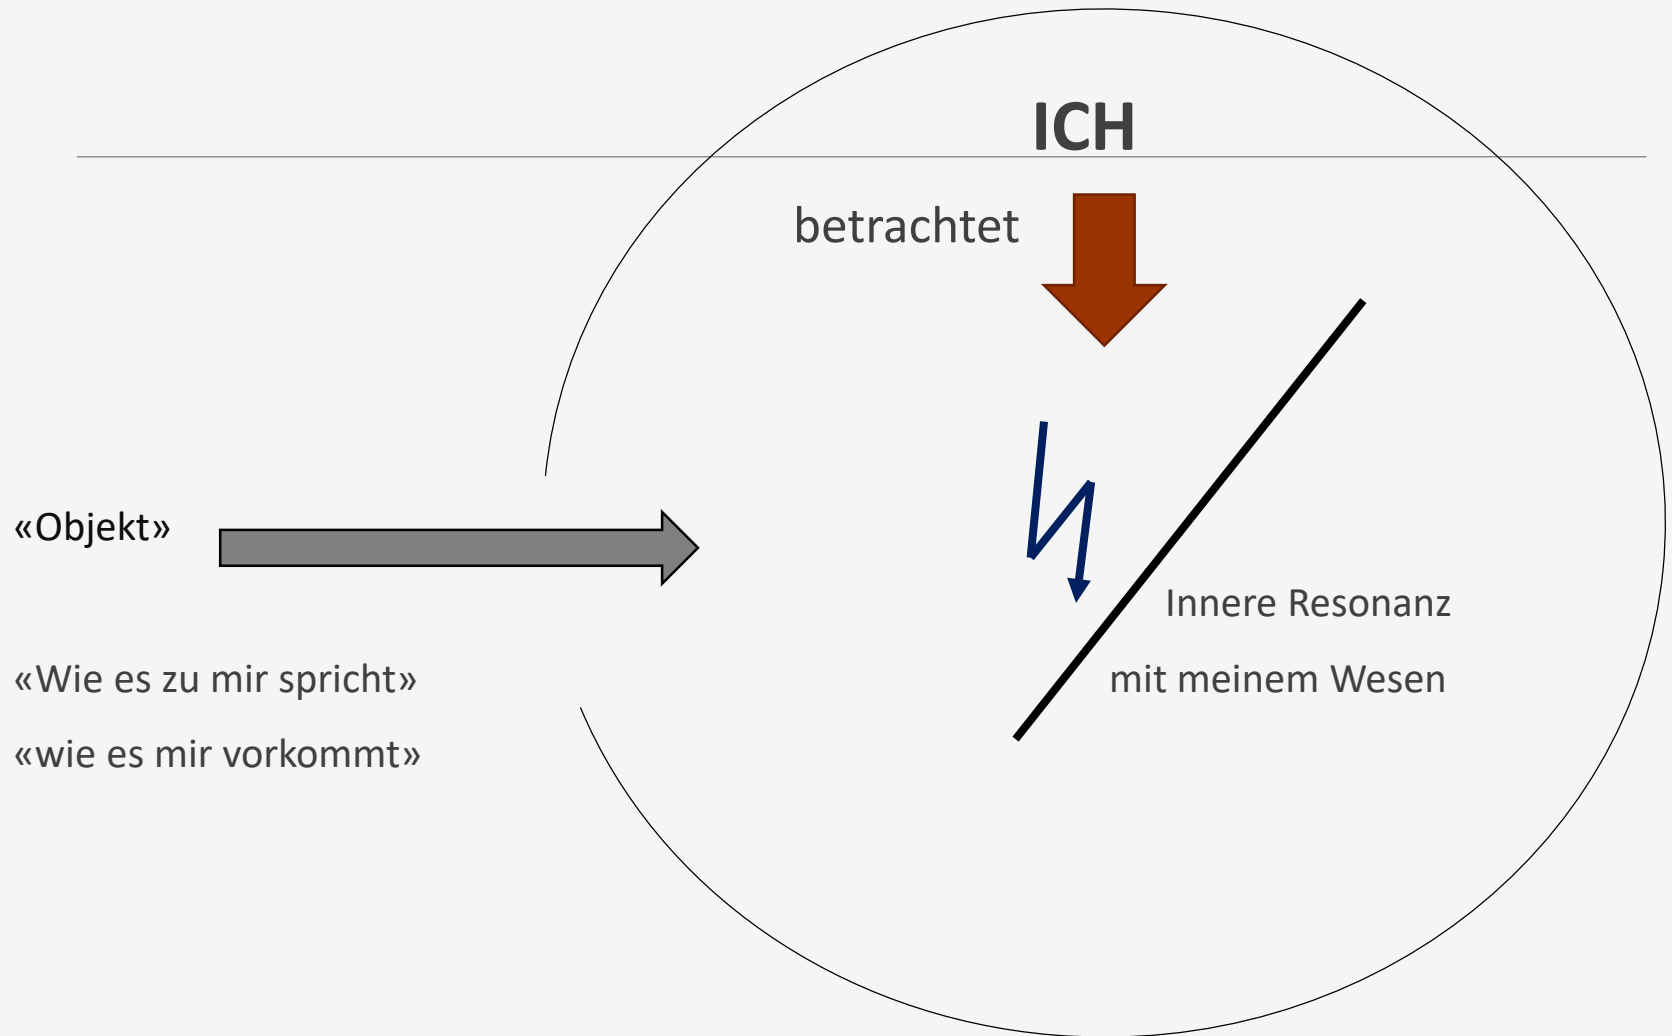 ICH
betrachtet
«Objekt»
Innere Resonanz
«Wie es zu mir spricht»
mit meinem Wesen
«wie es mir vorkommt»